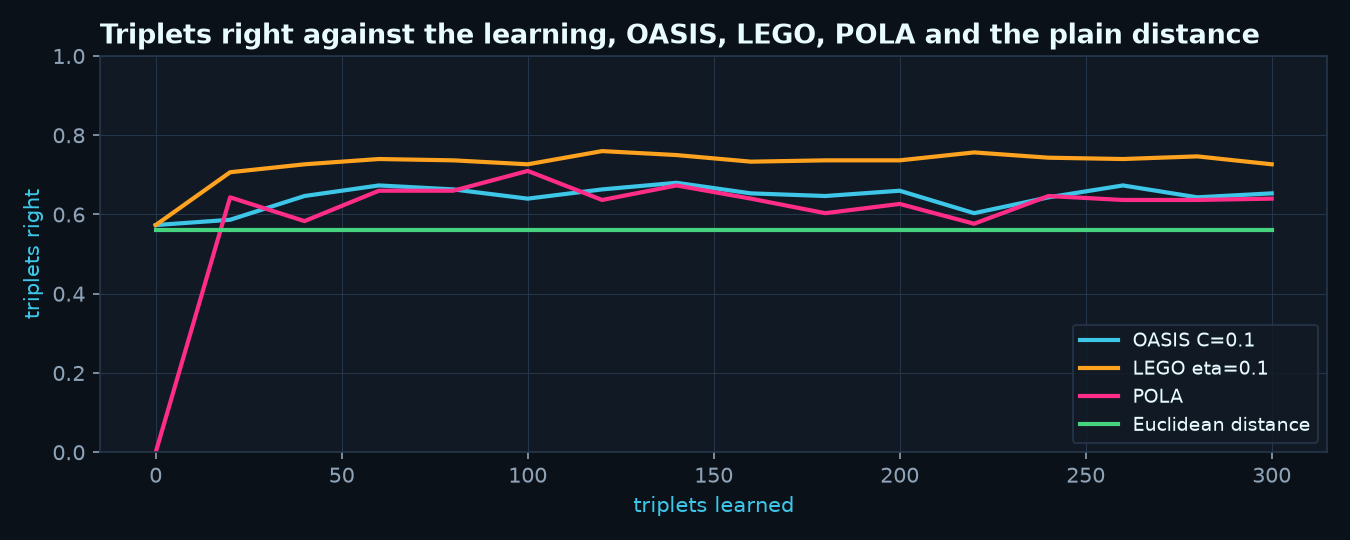 Triplets right against the learning, OASIS, LEGO, POLA and the plain distance
1.0
0.8
0.6
0.4
0.2
0.0
triplets right
0 50 100 150 200 250 300
triplets learned
OASIS C=0.1
LEGO eta=0.1
POLA
Euclidean distance